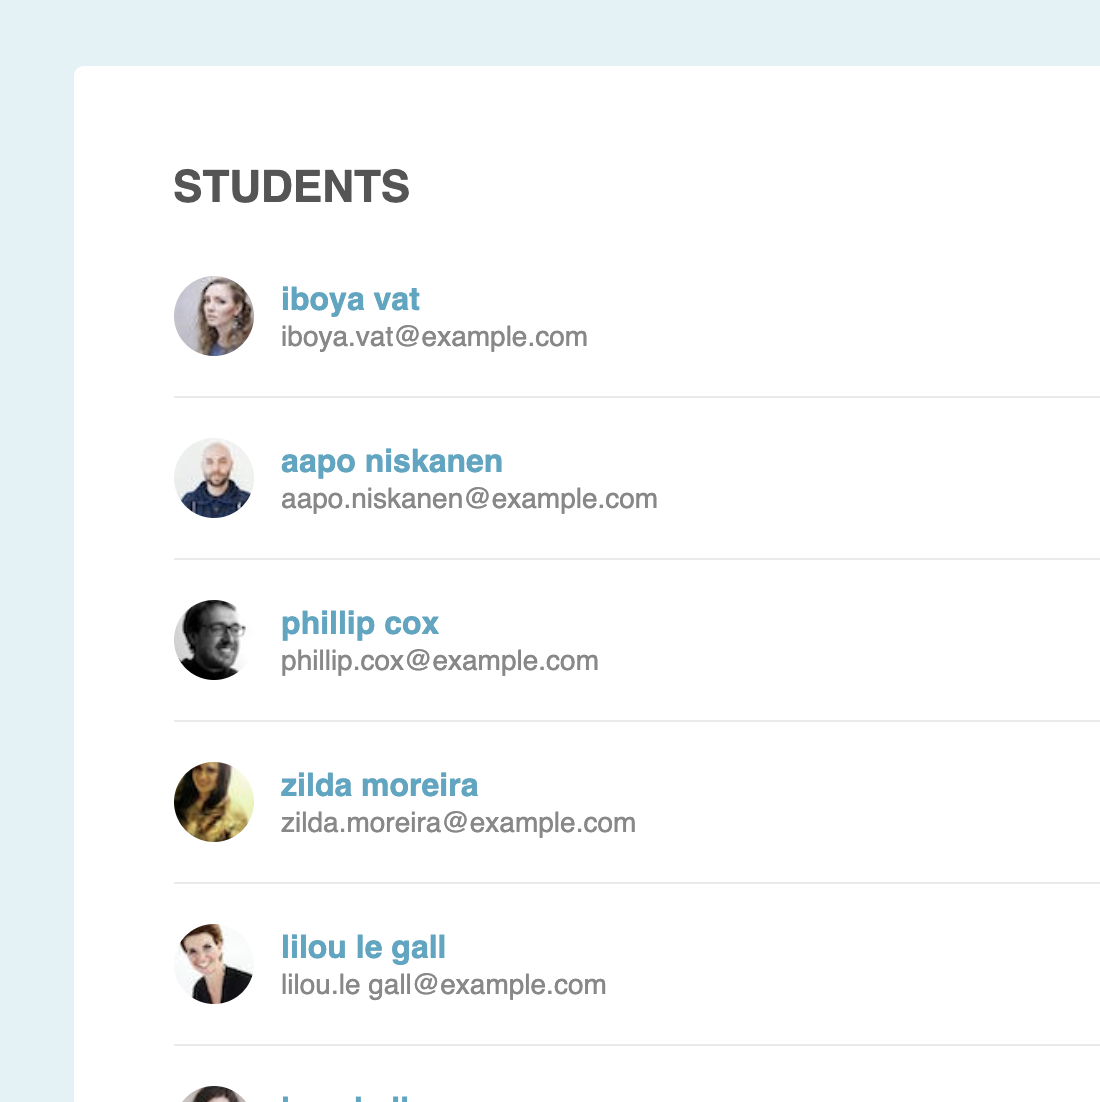 STUDENTS
iboya vat
iboya.vat@example.com
aapo niskanen
aapo.niskanen@example.com
phillip cox
phillip.cox@example.com
zilda moreira
zilda.moreira@example.com
lilou le gall
lilou.le gall@example.com